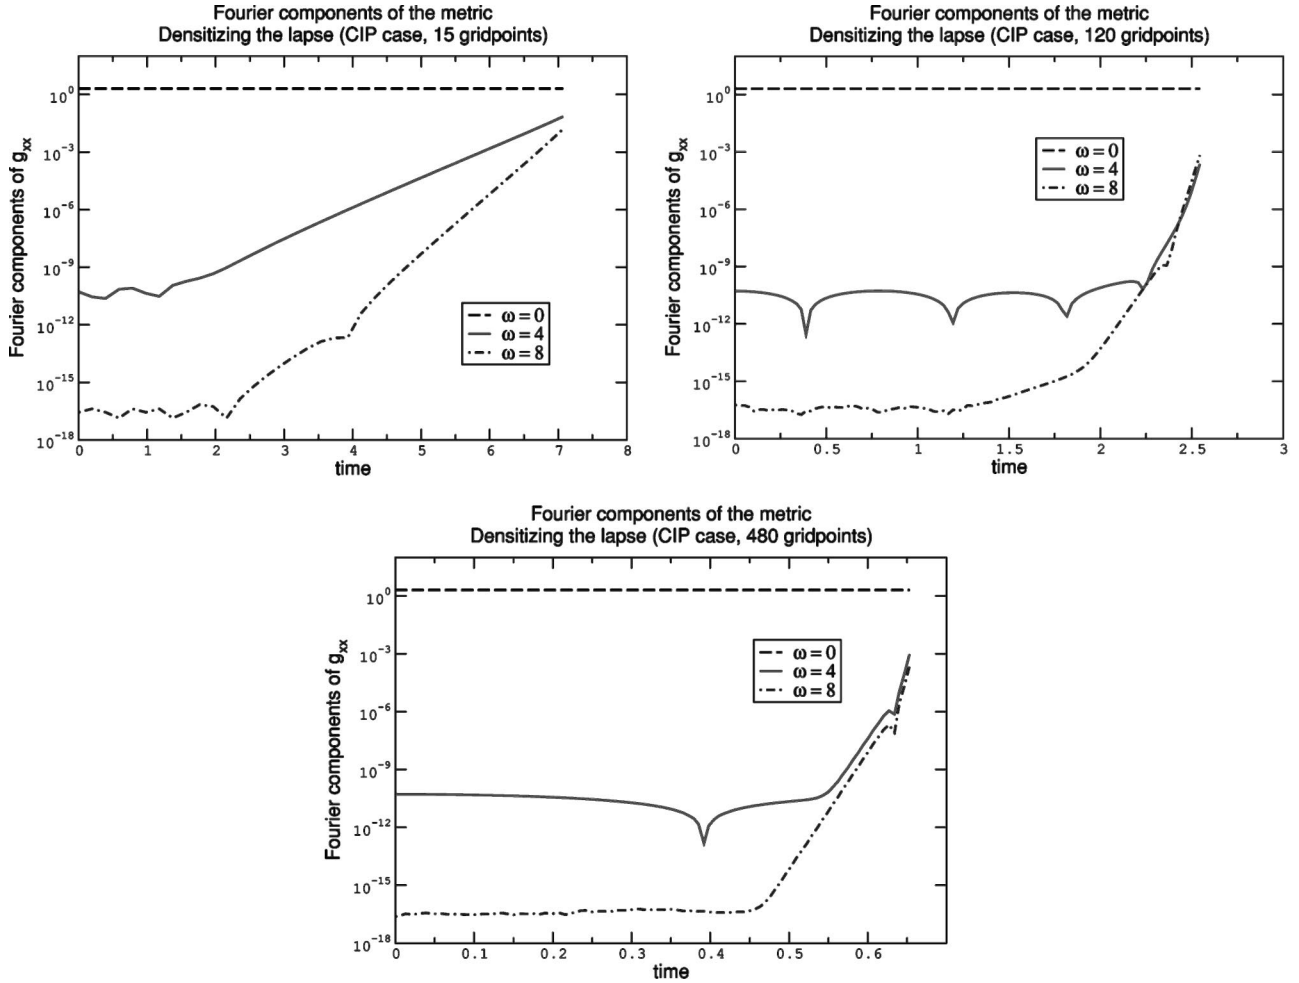 Fourier components of the metric
Densitizing the lapse (CIP case, 15 gridpoints)
Fourier components of g_xx
10^0
10^-3
10^-6
10^-9
10^-12
10^-15
10^-18
ω = 0
ω = 4
ω = 8
0 1 2 3 4 5 6 7 8
time
Fourier components of the metric
Densitizing the lapse (CIP case, 120 gridpoints)
Fourier components of g_xx
10^0
10^-3
10^-6
10^-9
10^-12
10^-15
10^-18
ω = 0
ω = 4
ω = 8
0 0.5 1 1.5 2 2.5 3
time
Fourier components of the metric
Densitizing the lapse (CIP case, 480 gridpoints)
Fourier components of g_xx
10^0
10^-3
10^-6
10^-9
10^-12
10^-15
10^-18
ω = 0
ω = 4
ω = 8
0 0.1 0.2 0.3 0.4 0.5 0.6
time